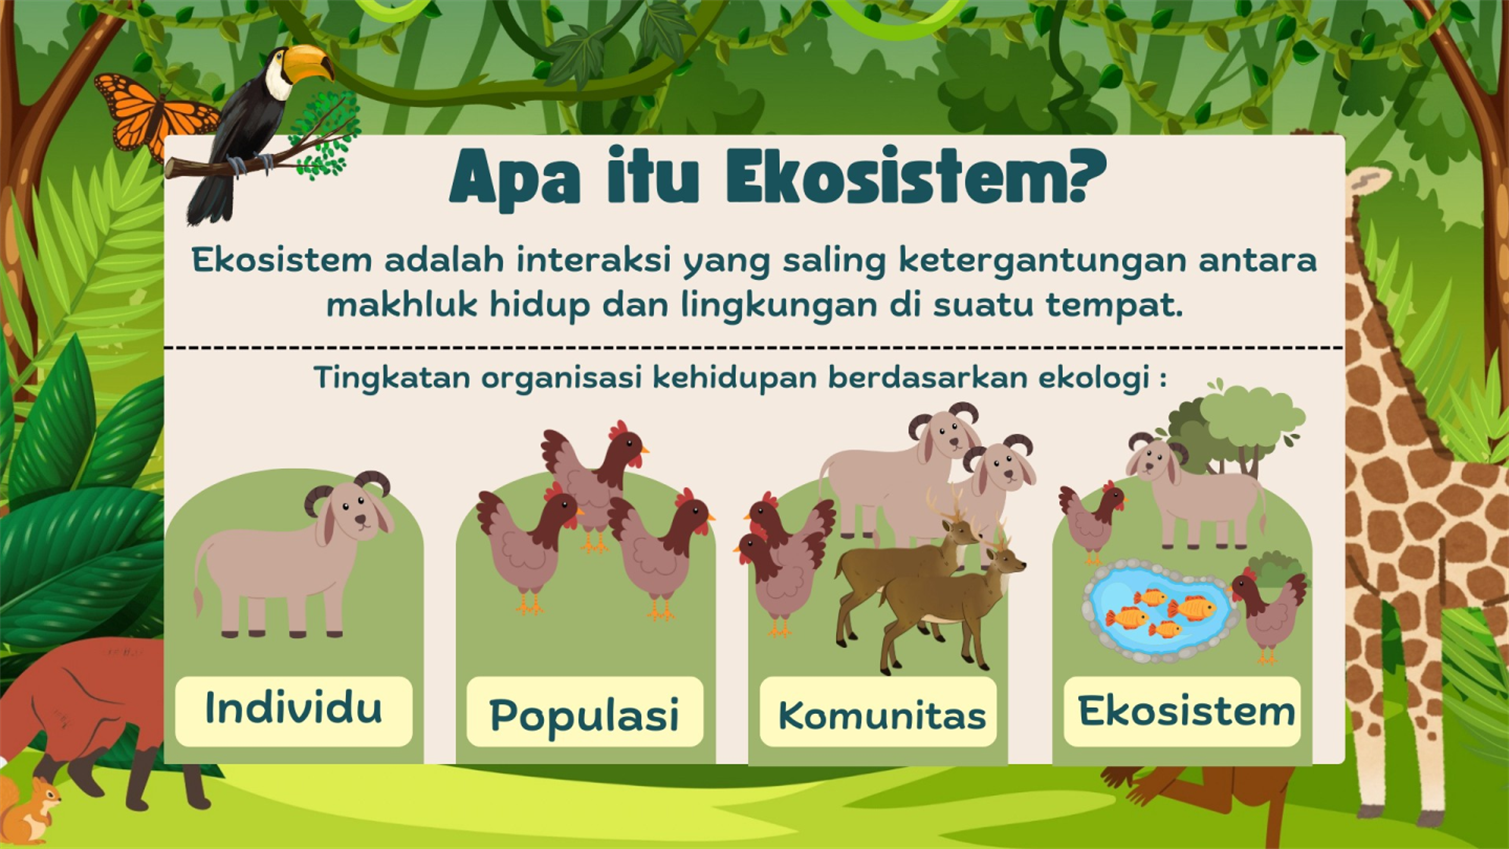 Apa itu Ekosistem?
Ekosistem adalah interaksi yang saling ketergantungan antara
makhluk hidup dan lingkungan di suatu tempat.
Tingkatan organisasi kehidupan berdasarkan ekologi :
Individu
Populasi
Komunitas
Ekosistem